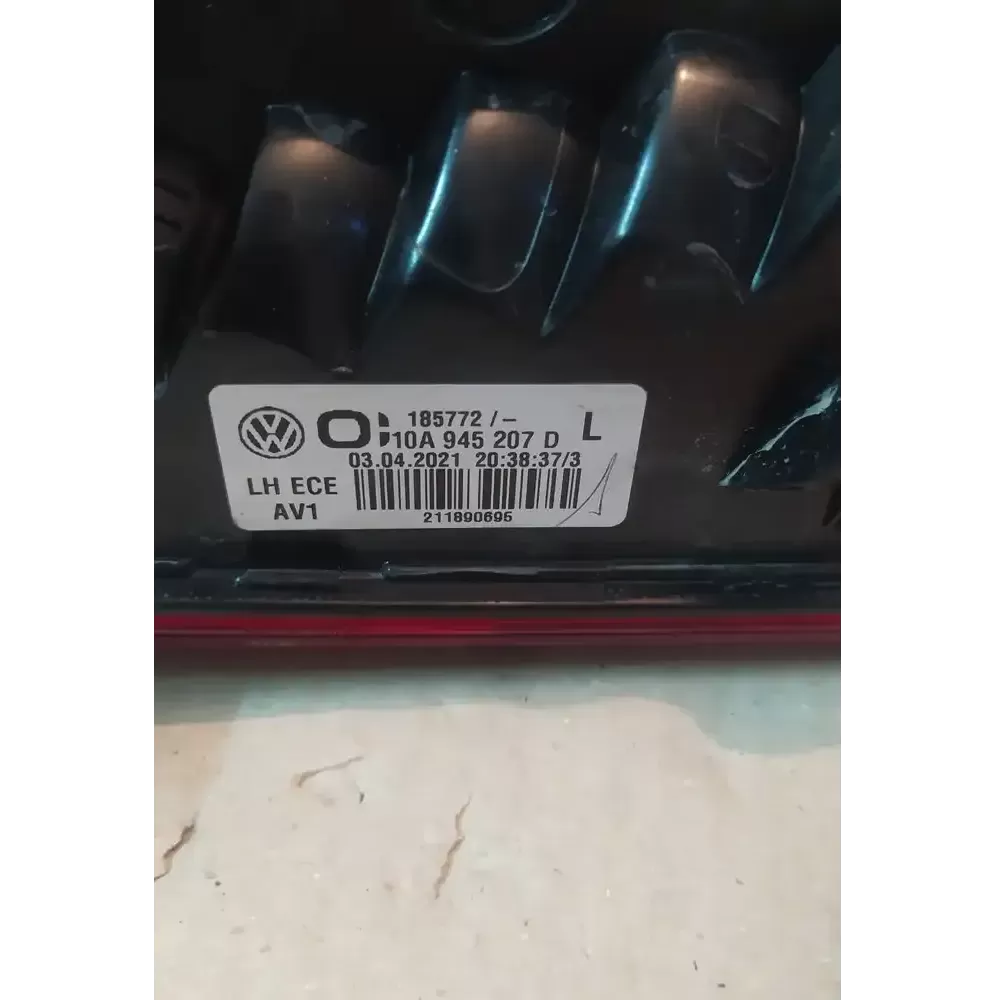 185772 / -
10A 945 207 D L
03.04.2021 20:38:37/3
LH ECE
AV1
211890695